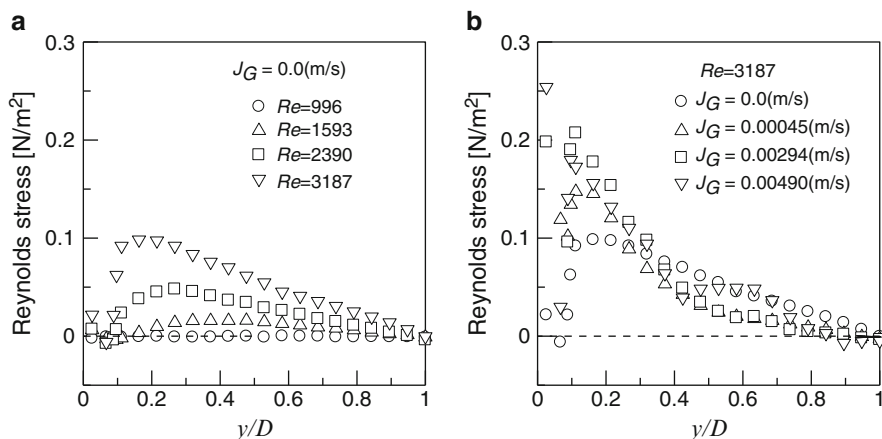 a
0.3
0.2
0.1
0
Reynolds stress [N/m²]
J_G = 0.0(m/s)
Re=996
Re=1593
Re=2390
Re=3187
0 0.2 0.4 0.6 0.8 1
y/D
b
0.3
0.2
0.1
0
Reynolds stress [N/m²]
Re=3187
J_G = 0.0(m/s)
J_G = 0.00045(m/s)
J_G = 0.00294(m/s)
J_G = 0.00490(m/s)
0 0.2 0.4 0.6 0.8 1
y/D